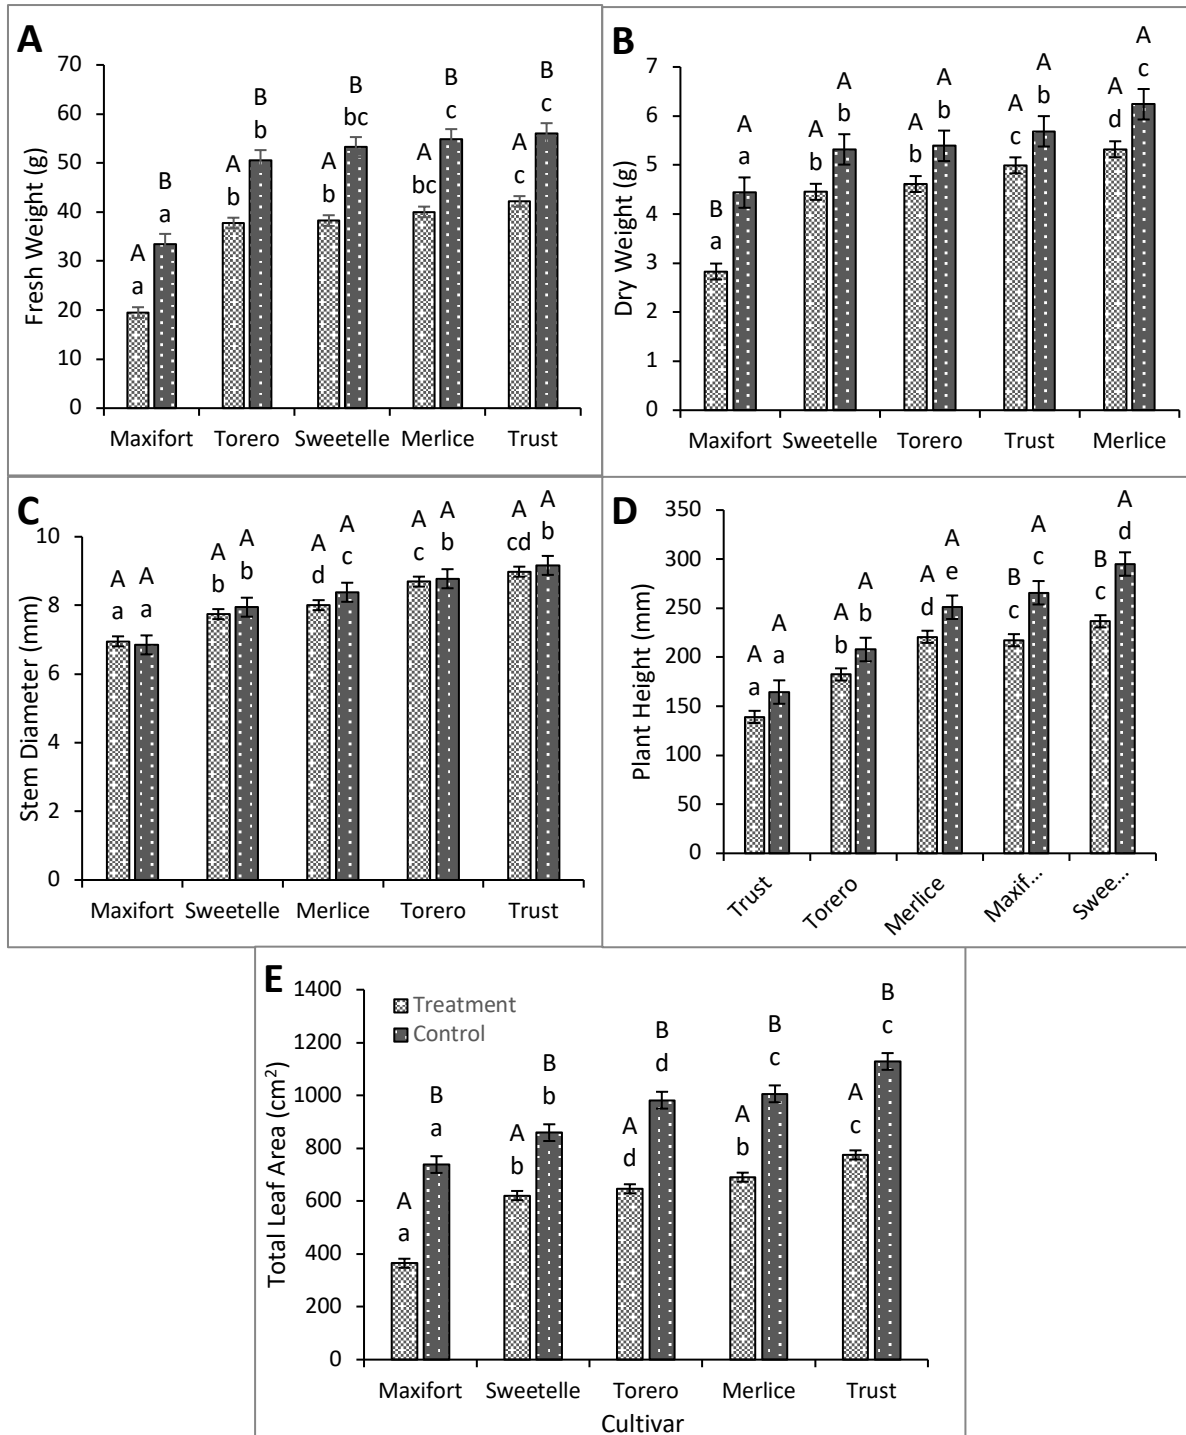 A
Fresh Weight (g)
70
60
50
40
30
20
10
0
A
a
B
a
A
b
B
b
A
b
B
bc
A
bc
B
c
A
c
B
c
Maxifort Torero Sweetelle Merlice Trust
B
Dry Weight (g)
7
6
5
4
3
2
1
0
B
a
A
a
A
b
A
b
A
b
A
b
A
c
A
b
A
d
A
c
Maxifort Sweetelle Torero Trust Merlice
C
Stem Diameter (mm)
10
8
6
4
2
0
A
a
A
a
A
b
A
b
A
d
A
c
A
c
A
b
A
cd
A
b
Maxifort Sweetelle Merlice Torero Trust
D
Plant Height (mm)
350
300
250
200
150
100
50
0
A
a
A
a
A
b
A
b
A
d
A
e
B
c
A
c
B
c
A
d
Trust Torero Merlice Maxif... Swee...
E
Total Leaf Area (cm²)
1400
1200
1000
800
600
400
200
0
Treatment
Control
A
a
B
a
A
b
B
b
A
d
B
d
A
b
B
c
A
c
B
c
Maxifort Sweetelle Torero Merlice Trust
Cultivar